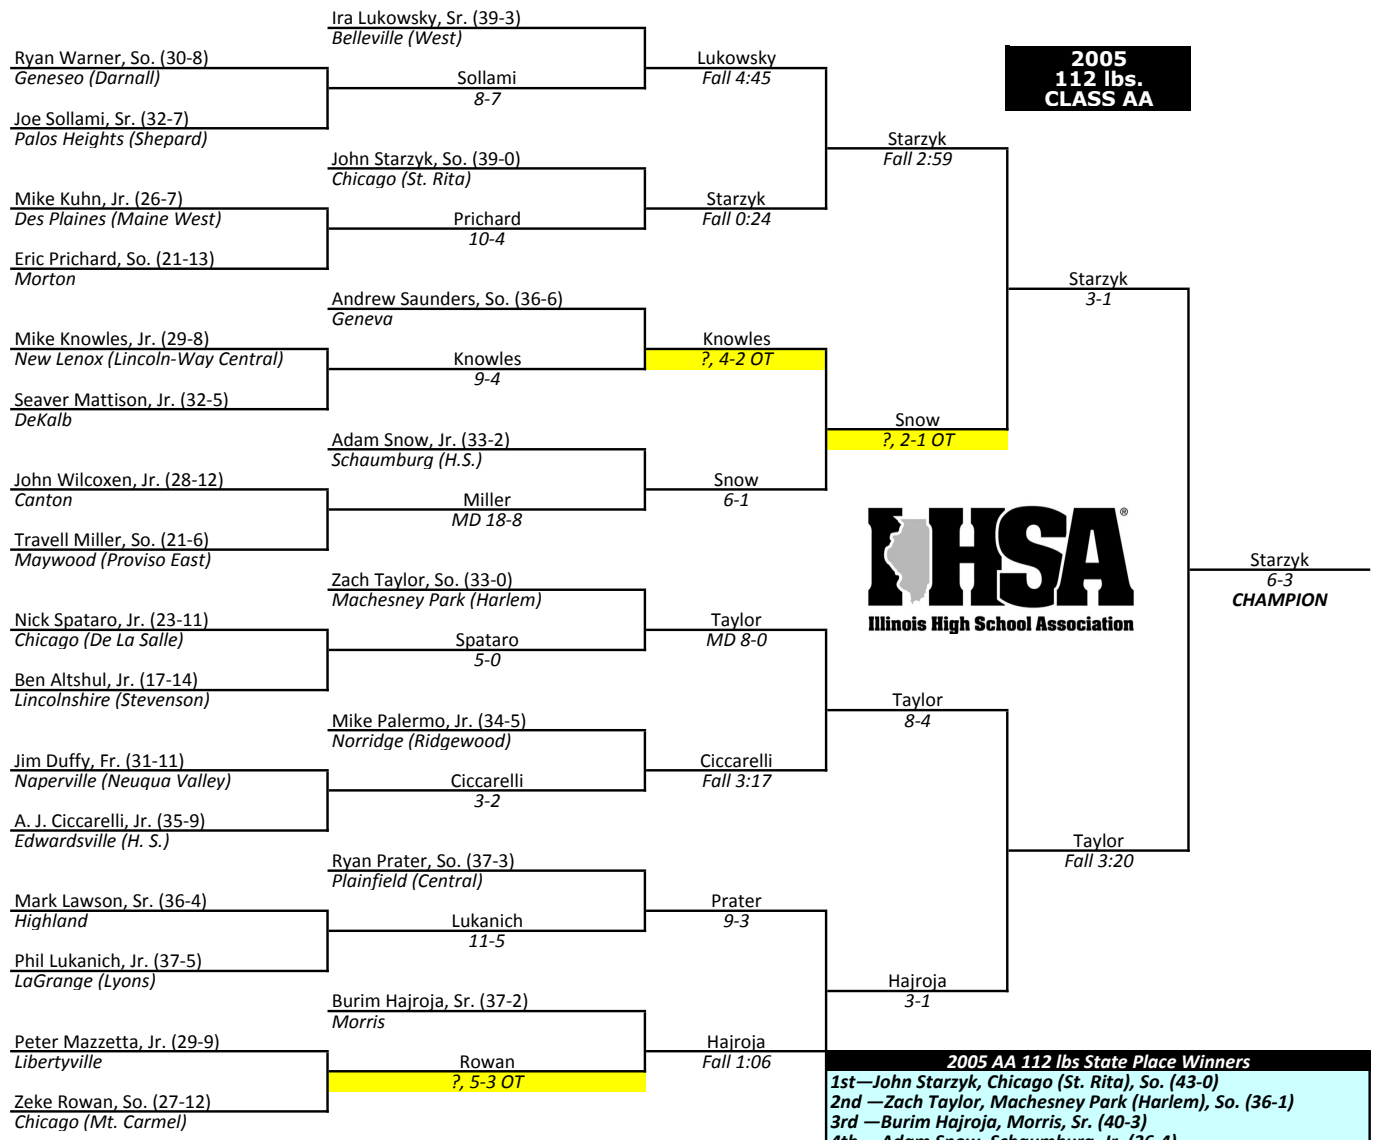 Ira Lukowsky, Sr. (39-3)
Belleville (West)
Ryan Warner, So. (30-8)
Geneseo (Darnall)
Sollami
8-7
Joe Sollami, Sr. (32-7)
Palos Heights (Shepard)
Lukowsky
Fall 4:45
2005
112 lbs.
CLASS AA
Starzyk
Fall 2:59
John Starzyk, So. (39-0)
Chicago (St. Rita)
Mike Kuhn, Jr. (26-7)
Des Plaines (Maine West)
Prichard
10-4
Eric Prichard, So. (21-13)
Morton
Starzyk
Fall 0:24
Starzyk
3-1
Andrew Saunders, So. (36-6)
Geneva
Mike Knowles, Jr. (29-8)
New Lenox (Lincoln-Way Central)
Knowles
9-4
Seaver Mattison, Jr. (32-5)
DeKalb
Knowles
?, 4-2 OT
Snow
?, 2-1 OT
Adam Snow, Jr. (33-2)
Schaumburg (H.S.)
John Wilcoxen, Jr. (28-12)
Canton
Miller
MD 18-8
Travell Miller, So. (21-6)
Maywood (Proviso East)
Snow
6-1
IHSA®
Illinois High School Association
Starzyk
6-3
CHAMPION
Zach Taylor, So. (33-0)
Machesney Park (Harlem)
Nick Spataro, Jr. (23-11)
Chicago (De La Salle)
Spataro
5-0
Ben Altshul, Jr. (17-14)
Lincolnshire (Stevenson)
Taylor
MD 8-0
Taylor
8-4
Mike Palermo, Jr. (34-5)
Norridge (Ridgewood)
Jim Duffy, Fr. (31-11)
Naperville (Neuqua Valley)
Ciccarelli
3-2
A. J. Ciccarelli, Jr. (35-9)
Edwardsville (H. S.)
Ciccarelli
Fall 3:17
Taylor
Fall 3:20
Ryan Prater, So. (37-3)
Plainfield (Central)
Mark Lawson, Sr. (36-4)
Highland
Lukanich
11-5
Phil Lukanich, Jr. (37-5)
LaGrange (Lyons)
Prater
9-3
Hajroja
3-1
Burim Hajroja, Sr. (37-2)
Morris
Peter Mazzetta, Jr. (29-9)
Libertyville
Rowan
?, 5-3 OT
Zeke Rowan, So. (27-12)
Chicago (Mt. Carmel)
Hajroja
Fall 1:06
2005 AA 112 lbs State Place Winners
1st—John Starzyk, Chicago (St. Rita), So. (43-0)
2nd —Zach Taylor, Machesney Park (Harlem), So. (36-1)
3rd —Burim Hajroja, Morris, Sr. (40-3)
4th —Adam Snow, Schaumburg, Jr. (36-4)